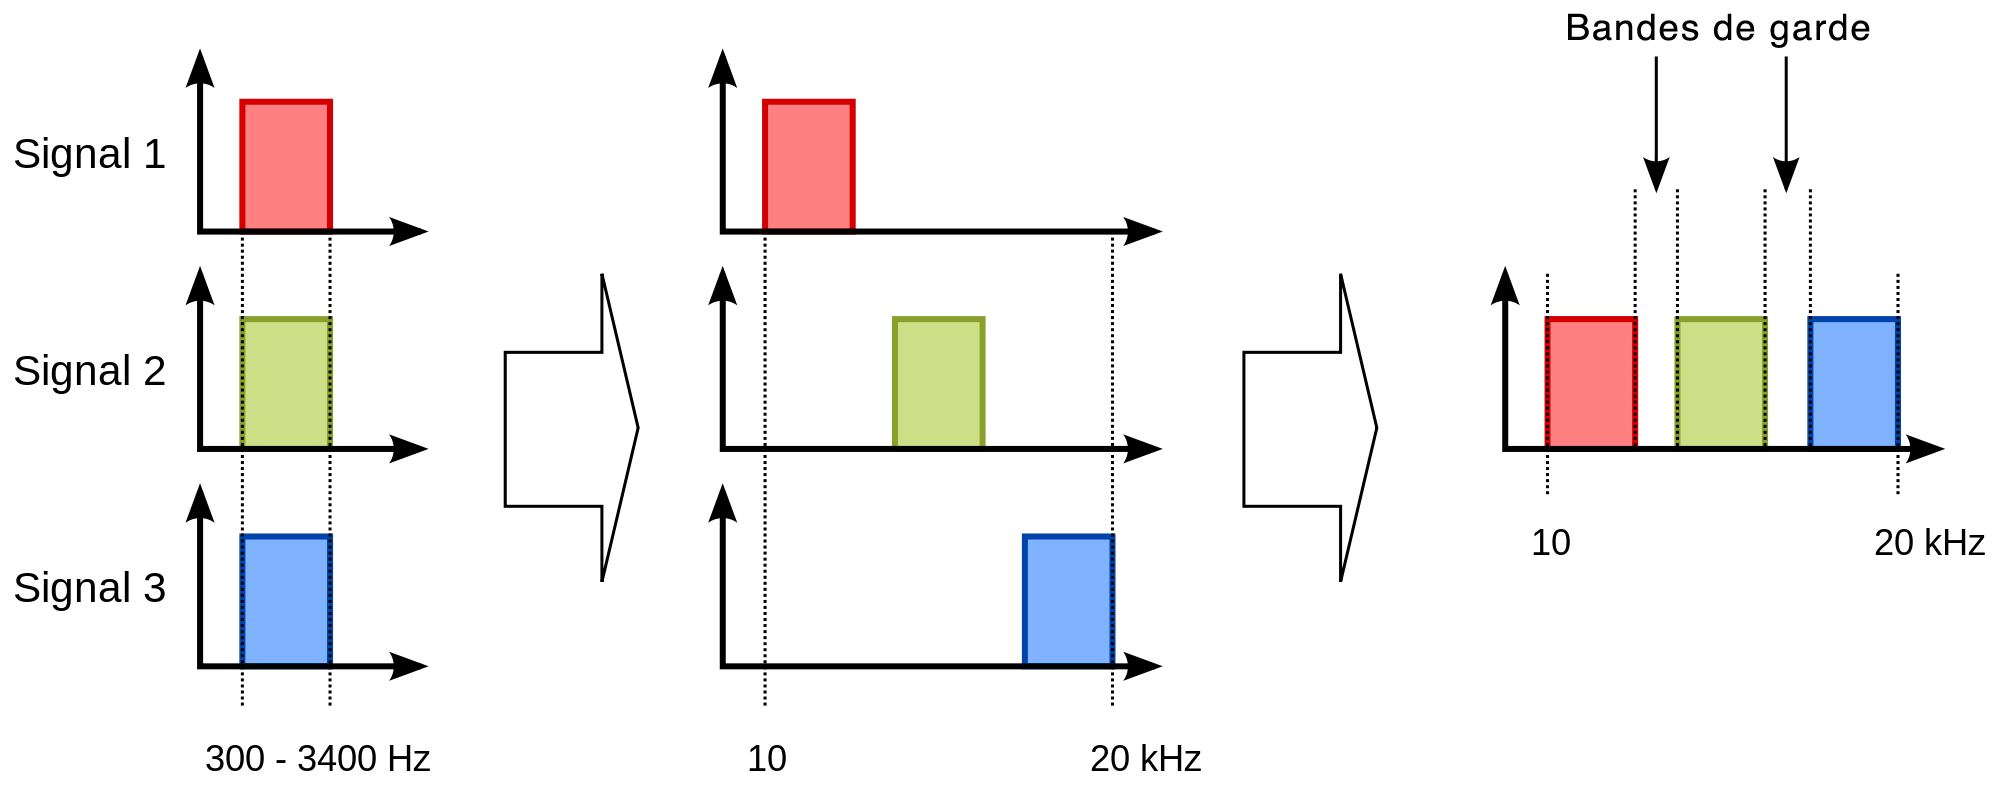 Bandes de garde
Signal 1
Signal 2
Signal 3
300 - 3400 Hz
10
20 kHz
10
20 kHz